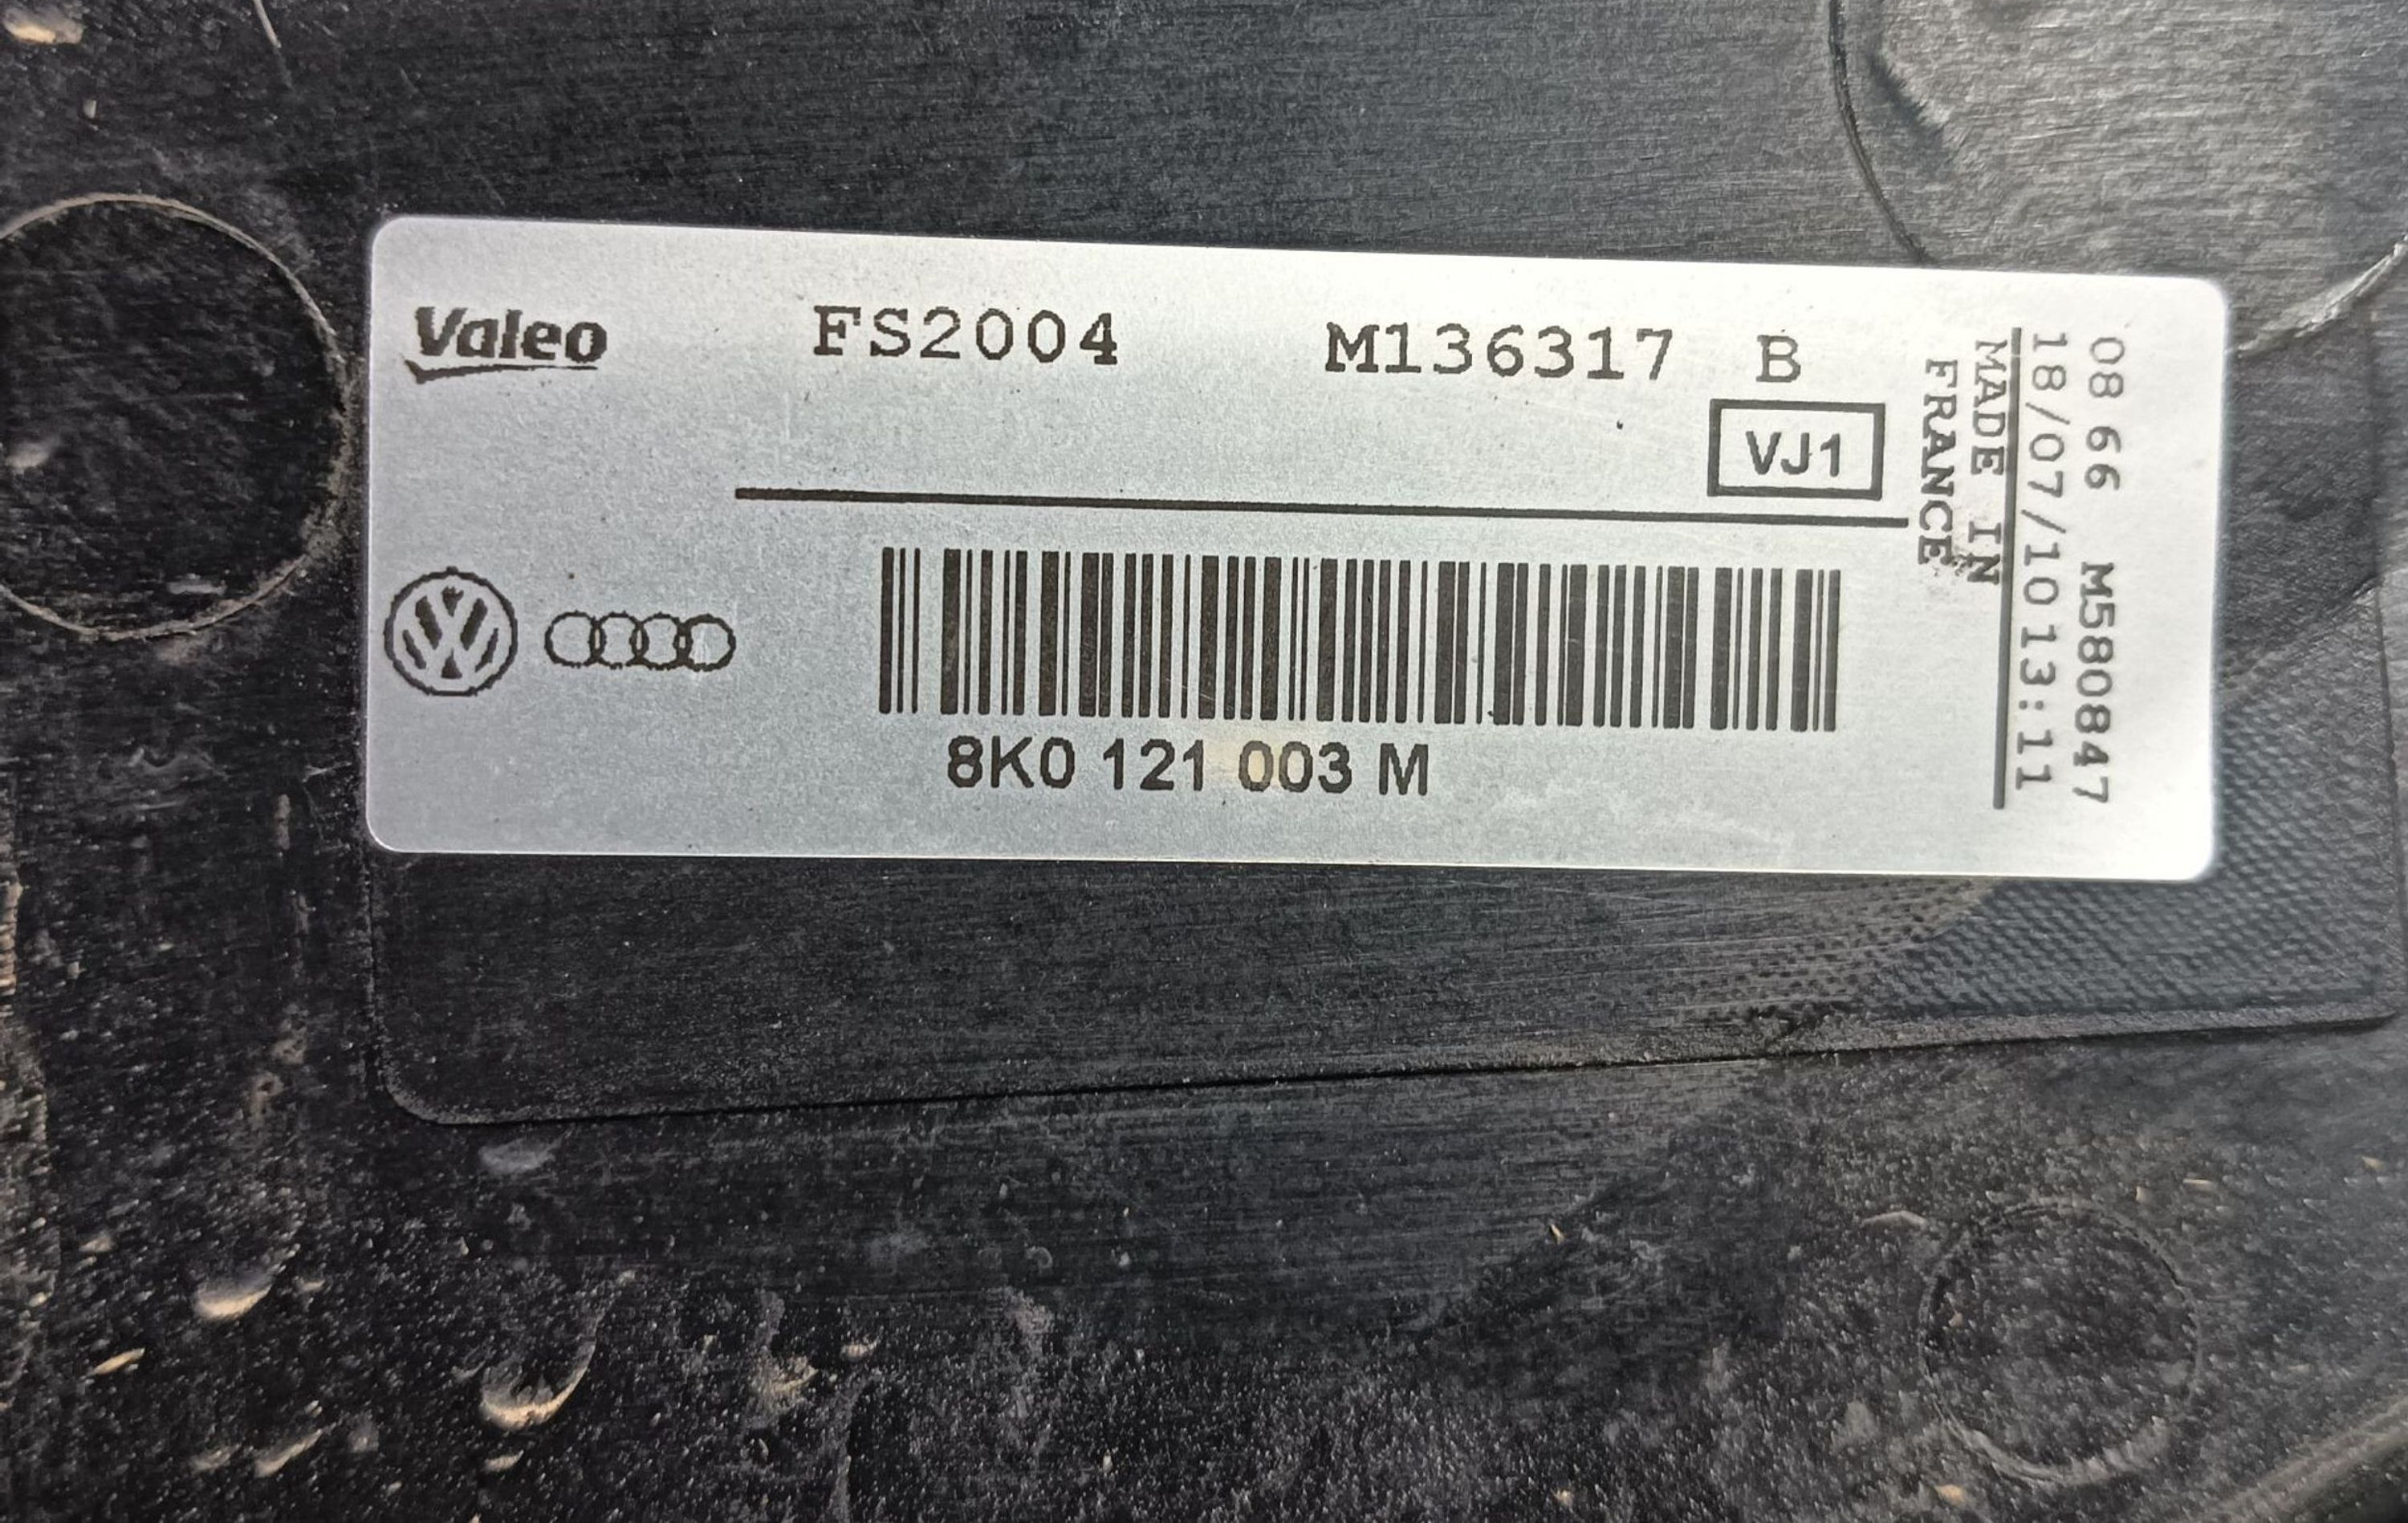 Valeo FS2004 M136317 B
VJ1
8K0 121 003 M
MADE IN
FRANCE
08 66 M5808847
18/07/10 13:11